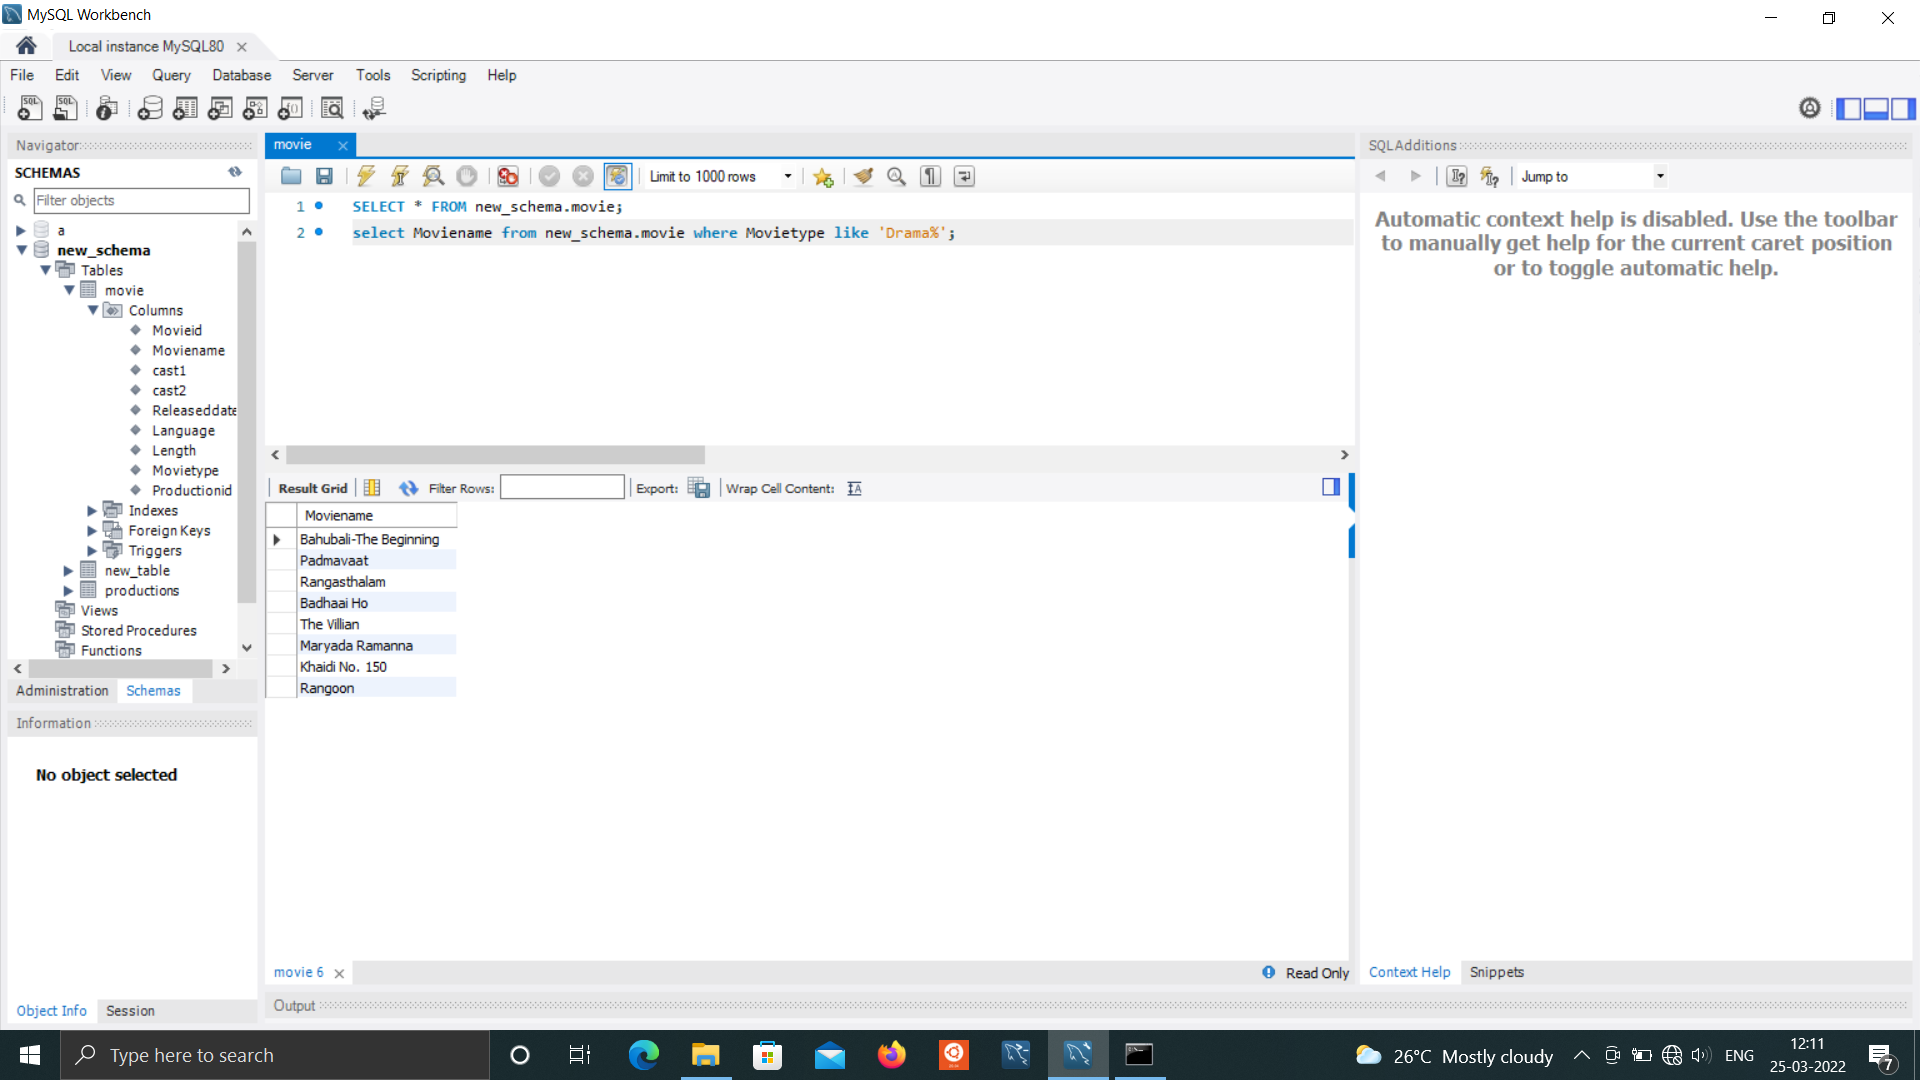 MySQL Workbench
Local instance MySQL80
File Edit View Query Database Server Tools Scripting Help
Navigator
SCHEMAS
Filter objects
a
new_schema
Tables
movie
Columns
Movieid
Moviename
cast1
cast2
Releaseddate
Language
Length
Movietype
Productionid
Indexes
Foreign Keys
Triggers
new_table
productions
Views
Stored Procedures
Functions
Administration Schemas
Information
No object selected
Object Info Session
movie
Limit to 1000 rows
1 SELECT * FROM new_schema.movie;
2 select Moviename from new_schema.movie where Movietype like 'Drama%';
Result Grid Filter Rows: Export: Wrap Cell Content:
Moviename
Bahubali-The Beginning
Padmavaat
Rangasthalam
Badhaai Ho
The Villian
Maryada Ramanna
Khaidi No. 150
Rangoon
movie 6
Read Only
Output
SQLAdditions
Jump to
Automatic context help is disabled. Use the toolbar
to manually get help for the current caret position
or to toggle automatic help.
Context Help Snippets
Type here to search
26°C Mostly cloudy
ENG
12:11
25-03-2022
7